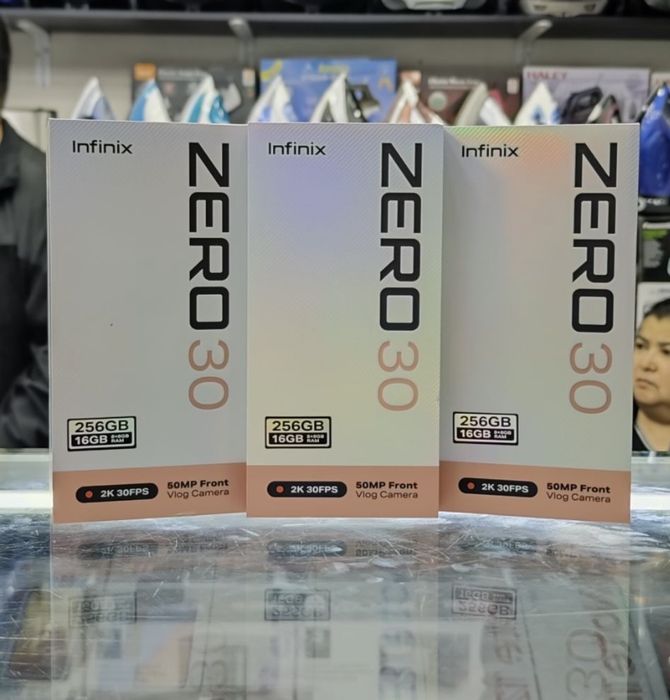 Infinix
ZERO 30
256GB
16GB 8+8GB RAM
2K 30FPS
50MP Front
Vlog Camera
Infinix
ZERO 30
256GB
16GB 8+8GB RAM
2K 30FPS
50MP Front
Vlog Camera
Infinix
ZERO 30
256GB
16GB 8+8GB RAM
2K 30FPS
50MP Front
Vlog Camera
HALEY